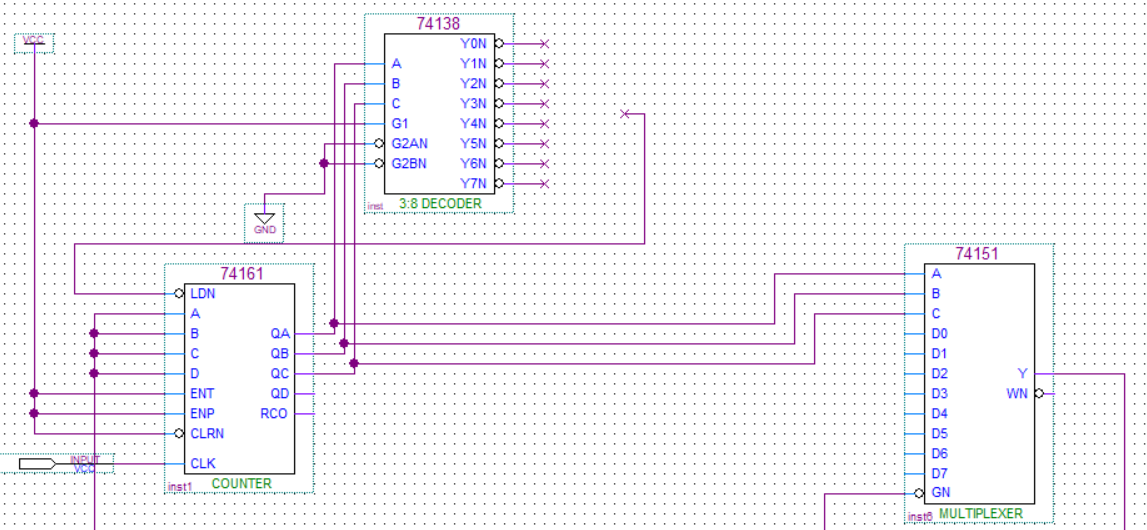 VCC
74138
A
B
C
G1
G2AN
G2BN
Y0N
Y1N
Y2N
Y3N
Y4N
Y5N
Y6N
Y7N
inst
3:8 DECODER
GND
74161
LDN
A
B
C
D
ENT
ENP
CLRN
CLK
QA
QB
QC
QD
RCO
inst1
COUNTER
INPUT
VCC
74151
A
B
C
D0
D1
D2
D3
D4
D5
D6
D7
GN
Y
WN
inst6
MULTIPLEXER